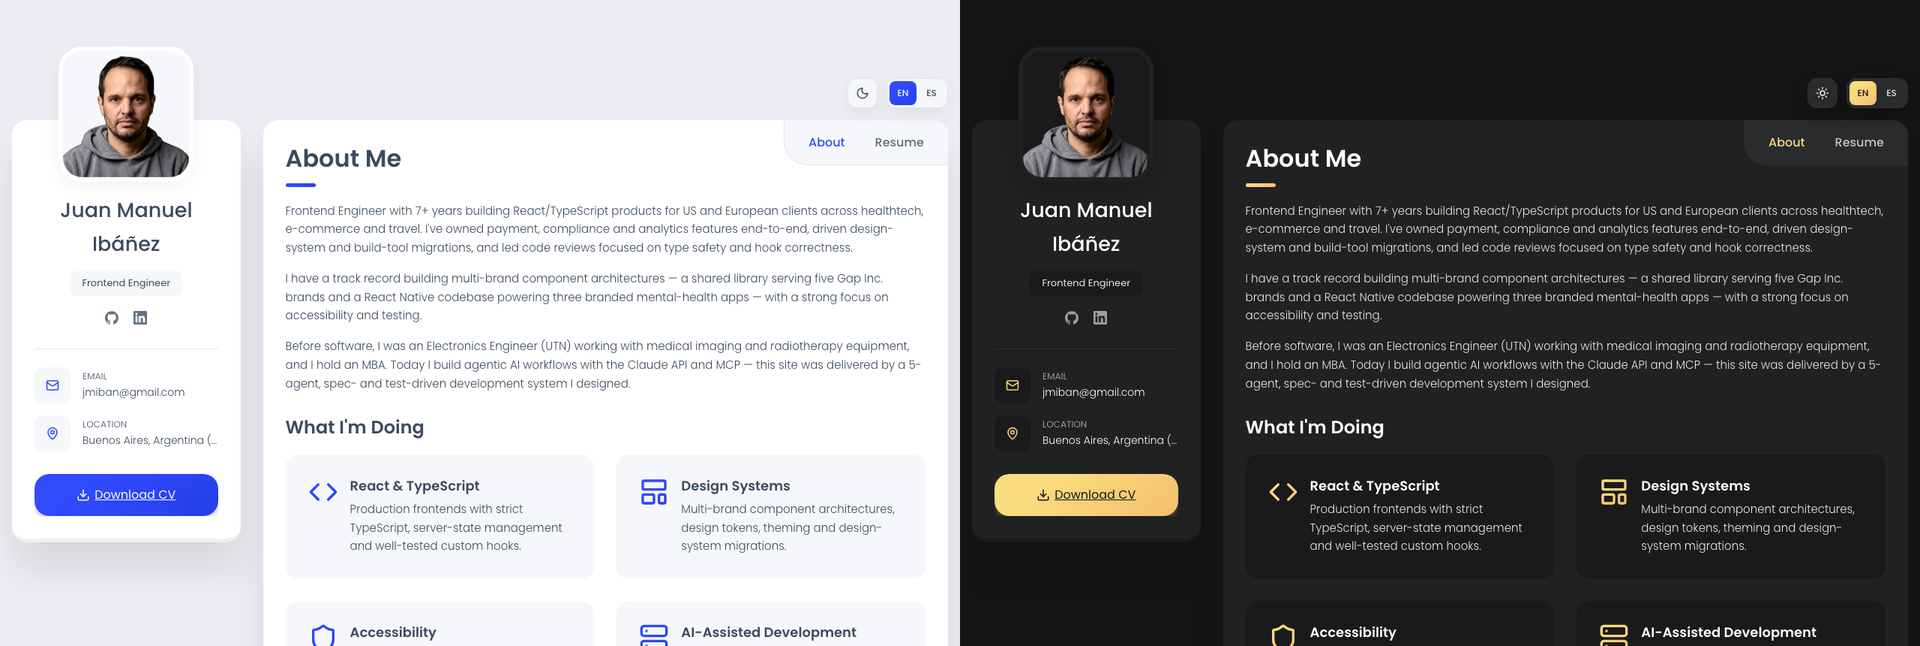 Juan Manuel
Ibáñez
Frontend Engineer
EMAIL
jmiban@gmail.com
LOCATION
Buenos Aires, Argentina (...
Download CV
EN ES
About Resume
About Me
Frontend Engineer with 7+ years building React/TypeScript products for US and European clients across healthtech,
e-commerce and travel. I've owned payment, compliance and analytics features end-to-end, driven design-
system and build-tool migrations, and led code reviews focused on type safety and hook correctness.
I have a track record building multi-brand component architectures — a shared library serving five Gap Inc.
brands and a React Native codebase powering three branded mental-health apps — with a strong focus on
accessibility and testing.
Before software, I was an Electronics Engineer (UTN) working with medical imaging and radiotherapy equipment,
and I hold an MBA. Today I build agentic AI workflows with the Claude API and MCP — this site was delivered by a 5-
agent, spec- and test-driven development system I designed.
What I'm Doing
React & TypeScript
Production frontends with strict
TypeScript, server-state management
and well-tested custom hooks.
Design Systems
Multi-brand component architectures,
design tokens, theming and design-
system migrations.
Accessibility
AI-Assisted Development
Juan Manuel
Ibáñez
Frontend Engineer
EMAIL
jmiban@gmail.com
LOCATION
Buenos Aires, Argentina (...
Download CV
EN ES
About Resume
About Me
Frontend Engineer with 7+ years building React/TypeScript products for US and European clients across healthtech,
e-commerce and travel. I've owned payment, compliance and analytics features end-to-end, driven design-
system and build-tool migrations, and led code reviews focused on type safety and hook correctness.
I have a track record building multi-brand component architectures — a shared library serving five Gap Inc.
brands and a React Native codebase powering three branded mental-health apps — with a strong focus on
accessibility and testing.
Before software, I was an Electronics Engineer (UTN) working with medical imaging and radiotherapy equipment,
and I hold an MBA. Today I build agentic AI workflows with the Claude API and MCP — this site was delivered by a 5-
agent, spec- and test-driven development system I designed.
What I'm Doing
React & TypeScript
Production frontends with strict
TypeScript, server-state management
and well-tested custom hooks.
Design Systems
Multi-brand component architectures,
design tokens, theming and design-
system migrations.
Accessibility
AI-Assisted Development